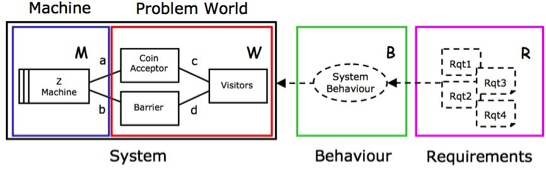 Machine
Problem World
M
a
Coin
Acceptor
c
W
B
R
Z
Machine
Visitors
System
Behaviour
Rqt1
Rqt3
Rqt2
Rqt4
b
Barrier
d
System
Behaviour
Requirements